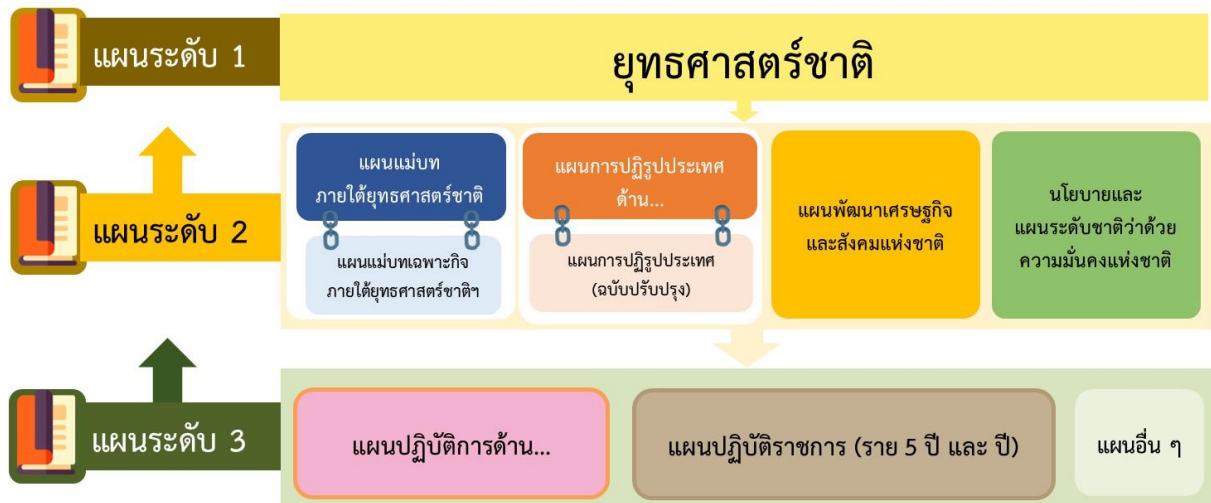 แผนระดับ 1
ยุทธศาสตร์ชาติ
แผนระดับ 2
แผนแม่บท
ภายใต้ยุทธศาสตร์ชาติ
แผนแม่บทเฉพาะกิจ
ภายใต้ยุทธศาสตร์ชาติฯ
แผนการปฏิรูปประเทศ
ด้าน...
แผนการปฏิรูปประเทศ
(ฉบับปรับปรุง)
แผนพัฒนาเศรษฐกิจ
และสังคมแห่งชาติ
นโยบายและ
แผนระดับชาติว่าด้วย
ความมั่นคงแห่งชาติ
แผนระดับ 3
แผนปฏิบัติการด้าน...
แผนปฏิบัติราชการ (ราย 5 ปี และ ปี)
แผนอื่น ๆ